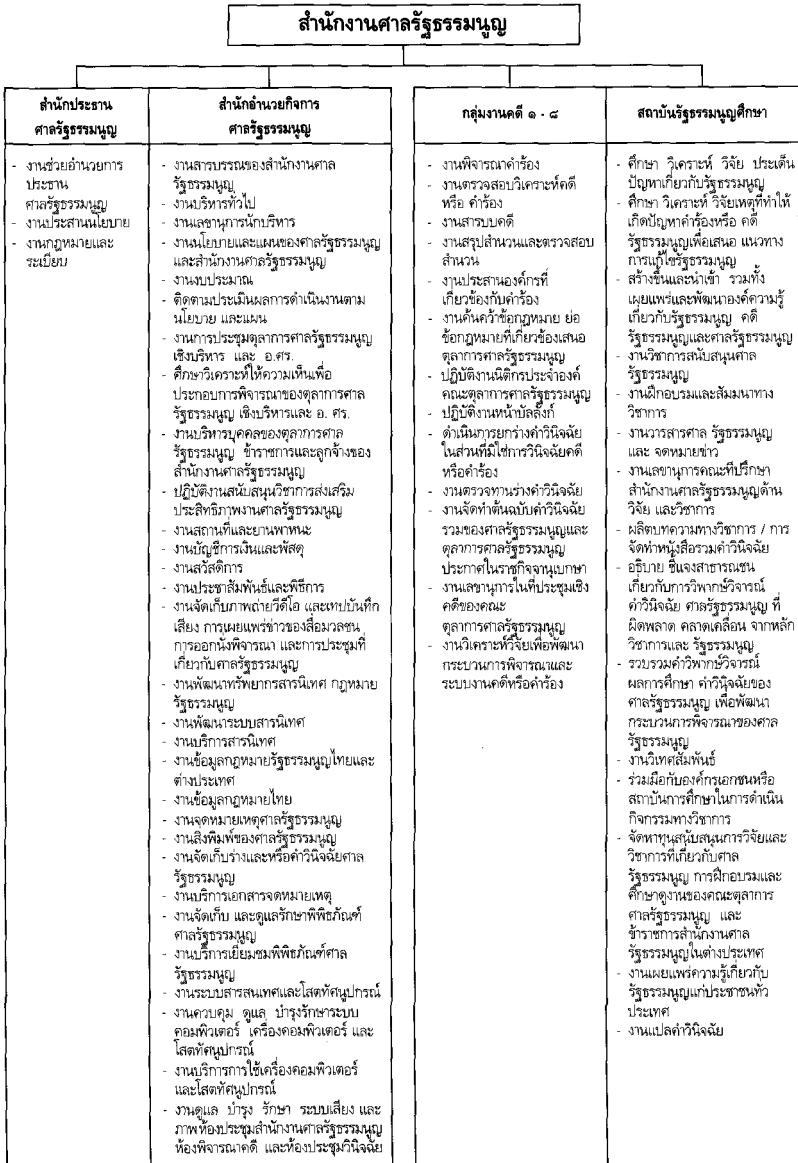 สำนักงานศาลรัฐธรรมนูญ
สำนักประธาน
ศาลรัฐธรรมนูญ
- งานช่วยอำนวยการ
ประธาน
ศาลรัฐธรรมนูญ
- งานประสานนโยบาย
- งานกฎหมายและ
ระเบียบ
สำนักอำนวยกิจการ
ศาลรัฐธรรมนูญ
- งานสารบรรณของสำนักงานศาล
รัฐธรรมนูญ
- งานบริหารทั่วไป
- งานเลขานุการนักบริหาร
- งานนโยบายและแผนของศาลรัฐธรรมนูญ
และสำนักงานศาลรัฐธรรมนูญ
- งานงบประมาณ
- ติดตามประเมินผลการดำเนินงานตาม
นโยบาย และแผน
- งานการประชุมตุลาการศาลรัฐธรรมนูญ
เชิงบริหาร และ อ.ศร.
- ศึกษาวิเคราะห์ให้ความเห็นเพื่อ
ประกอบการพิจารณาของตุลาการศาล
รัฐธรรมนูญ เชิงบริหารและ อ. ศร.
- งานบริหารบุคคลของตุลาการศาล
รัฐธรรมนูญ ข้าราชการและลูกจ้างของ
สำนักงานศาลรัฐธรรมนูญ
- ปฏิบัติงานสนับสนุนวิชาการส่งเสริม
ประสิทธิภาพงานศาลรัฐธรรมนูญ
- งานสถานที่และยานพาหนะ
- งานบัญชีการเงินและพัสดุ
- งานสวัสดิการ
- งานประชาสัมพันธ์และพิธีการ
- งานจัดเก็บภาพถ่ายวีดีโอ และเทปบันทึก
เสียง การเผยแพร่ข่าวของสื่อมวลชน
การออกนั่งพิจารณา และการประชุมที่
เกี่ยวกับศาลรัฐธรรมนูญ
- งานพัฒนาทรัพยากรสารนิเทศ กฎหมาย
รัฐธรรมนูญ
- งานพัฒนาระบบสารนิเทศ
- งานบริการสารนิเทศ
- งานข้อมูลกฎหมายรัฐธรรมนูญไทยและ
ต่างประเทศ
- งานข้อมูลกฎหมายไทย
- งานจดหมายเหตุศาลรัฐธรรมนูญ
- งานสิ่งพิมพ์ของศาลรัฐธรรมนูญ
- งานจัดเก็บร่างและหรือคำวินิจฉัยศาล
รัฐธรรมนูญ
- งานบริการเอกสารจดหมายเหตุ
- งานจัดเก็บ และดูแลรักษาพิพิธภัณฑ์
ศาลรัฐธรรมนูญ
- งานบริการเยี่ยมชมพิพิธภัณฑ์ศาล
รัฐธรรมนูญ
- งานระบบสารสนเทศและโสตทัศนูปกรณ์
- งานควบคุม ดูแล บำรุงรักษาระบบ
คอมพิวเตอร์ เครื่องคอมพิวเตอร์ และ
โสตทัศนูปกรณ์
- งานบริการการใช้เครื่องคอมพิวเตอร์
และโสตทัศนูปกรณ์
- งานดูแล บำรุง รักษา ระบบเสียง และ
ภาพห้องประชุมสำนักงานศาลรัฐธรรมนูญ
ห้องพิจารณาคดี และห้องประชุมวินิจฉัย
กลุ่มงานคดี ๑ - ๘
- งานพิจารณาคำร้อง
- งานตรวจสอบวิเคราะห์คดี
หรือ คำร้อง
- งานสารบบคดี
- งานสรุปสำนวนและตรวจสอบ
สำนวน
- งานประสานองค์กรที่
เกี่ยวข้องกับคำร้อง
- งานค้นคว้าข้อกฎหมาย ย่อ
ข้อกฎหมายที่เกี่ยวข้องเสนอ
ตุลาการศาลรัฐธรรมนูญ
- ปฏิบัติงานนิติกรประจำองค์
คณะตุลาการศาลรัฐธรรมนูญ
- ปฏิบัติงานหน้าบัลลังก์
- ดำเนินการยกร่างคำวินิจฉัย
ในส่วนที่มิใช่การวินิจฉัยคดี
หรือคำร้อง
- งานตรวจทานร่างคำวินิจฉัย
- งานจัดทำต้นฉบับคำวินิจฉัย
รวมของศาลรัฐธรรมนูญและ
ตุลาการศาลรัฐธรรมนูญ
ประกาศในราชกิจจานุเบกษา
- งานเลขานุการในที่ประชุมเชิง
คดีของคณะ
ตุลาการศาลรัฐธรรมนูญ
- งานวิเคราะห์วิจัยเพื่อพัฒนา
กระบวนการพิจารณาและ
ระบบงานคดีหรือคำร้อง
สถาบันรัฐธรรมนูญศึกษา
- ศึกษา วิเคราะห์ วิจัย ประเด็น
ปัญหาเกี่ยวกับรัฐธรรมนูญ
- ศึกษา วิเคราะห์ วิจัยเหตุที่ทำให้
เกิดปัญหาคำร้องหรือ คดี
รัฐธรรมนูญเพื่อเสนอ แนวทาง
การแก้ไขรัฐธรรมนูญ
- สร้างขึ้นและนำเข้า รวมทั้ง
เผยแพร่และพัฒนาองค์ความรู้
เกี่ยวกับรัฐธรรมนูญ คดี
รัฐธรรมนูญและศาลรัฐธรรมนูญ
- งานวิชาการสนับสนุนศาล
รัฐธรรมนูญ
- งานฝึกอบรมและสัมมนาทาง
วิชาการ
- งานวารสารศาล รัฐธรรมนูญ
และ จดหมายข่าว
- งานเลขานุการคณะที่ปรึกษา
สำนักงานศาลรัฐธรรมนูญด้าน
วิจัย และวิชาการ
- ผลิตบทความทางวิชาการ / การ
จัดทำหนังสือรวมคำวินิจฉัย
- อธิบาย ชี้แจงสาธารณชน
เกี่ยวกับการวิพากษ์วิจารณ์
คำวินิจฉัย ศาลรัฐธรรมนูญ ที่
ผิดพลาด คลาดเคลื่อน จากหลัก
วิชาการและ รัฐธรรมนูญ
- รวบรวมคำวิพากษ์วิจารณ์
ผลการศึกษา คำวินิจฉัยของ
ศาลรัฐธรรมนูญ เพื่อพัฒนา
กระบวนการพิจารณาของศาล
รัฐธรรมนูญ
- งานวิเทศสัมพันธ์
- ร่วมมือกับองค์กรเอกชนหรือ
สถาบันการศึกษาในการดำเนิน
กิจกรรมทางวิชาการ
- จัดหาทุนสนับสนุนการวิจัยและ
วิชาการที่เกี่ยวกับศาล
รัฐธรรมนูญ การฝึกอบรมและ
ศึกษาดูงานของคณะตุลาการ
ศาลรัฐธรรมนูญ และ
ข้าราชการสำนักงานศาล
รัฐธรรมนูญในต่างประเทศ
- งานเผยแพร่ความรู้เกี่ยวกับ
รัฐธรรมนูญแก่ประชาชนทั่ว
ประเทศ
- งานแปลคำวินิจฉัย